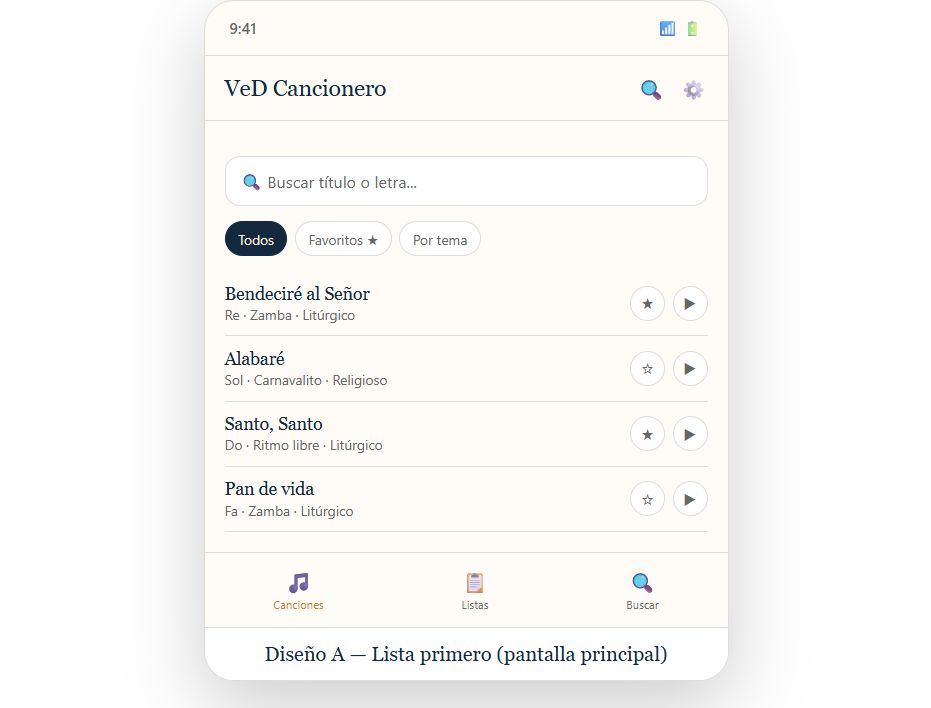 9:41
VeD Cancionero
Buscar título o letra...
Todos
Favoritos ★
Por tema
Bendeciré al Señor
Re · Zamba · Litúrgico
Alabaré
Sol · Carnavalito · Religioso
Santo, Santo
Do · Ritmo libre · Litúrgico
Pan de vida
Fa · Zamba · Litúrgico
Canciones
Listas
Buscar
Diseño A — Lista primero (pantalla principal)